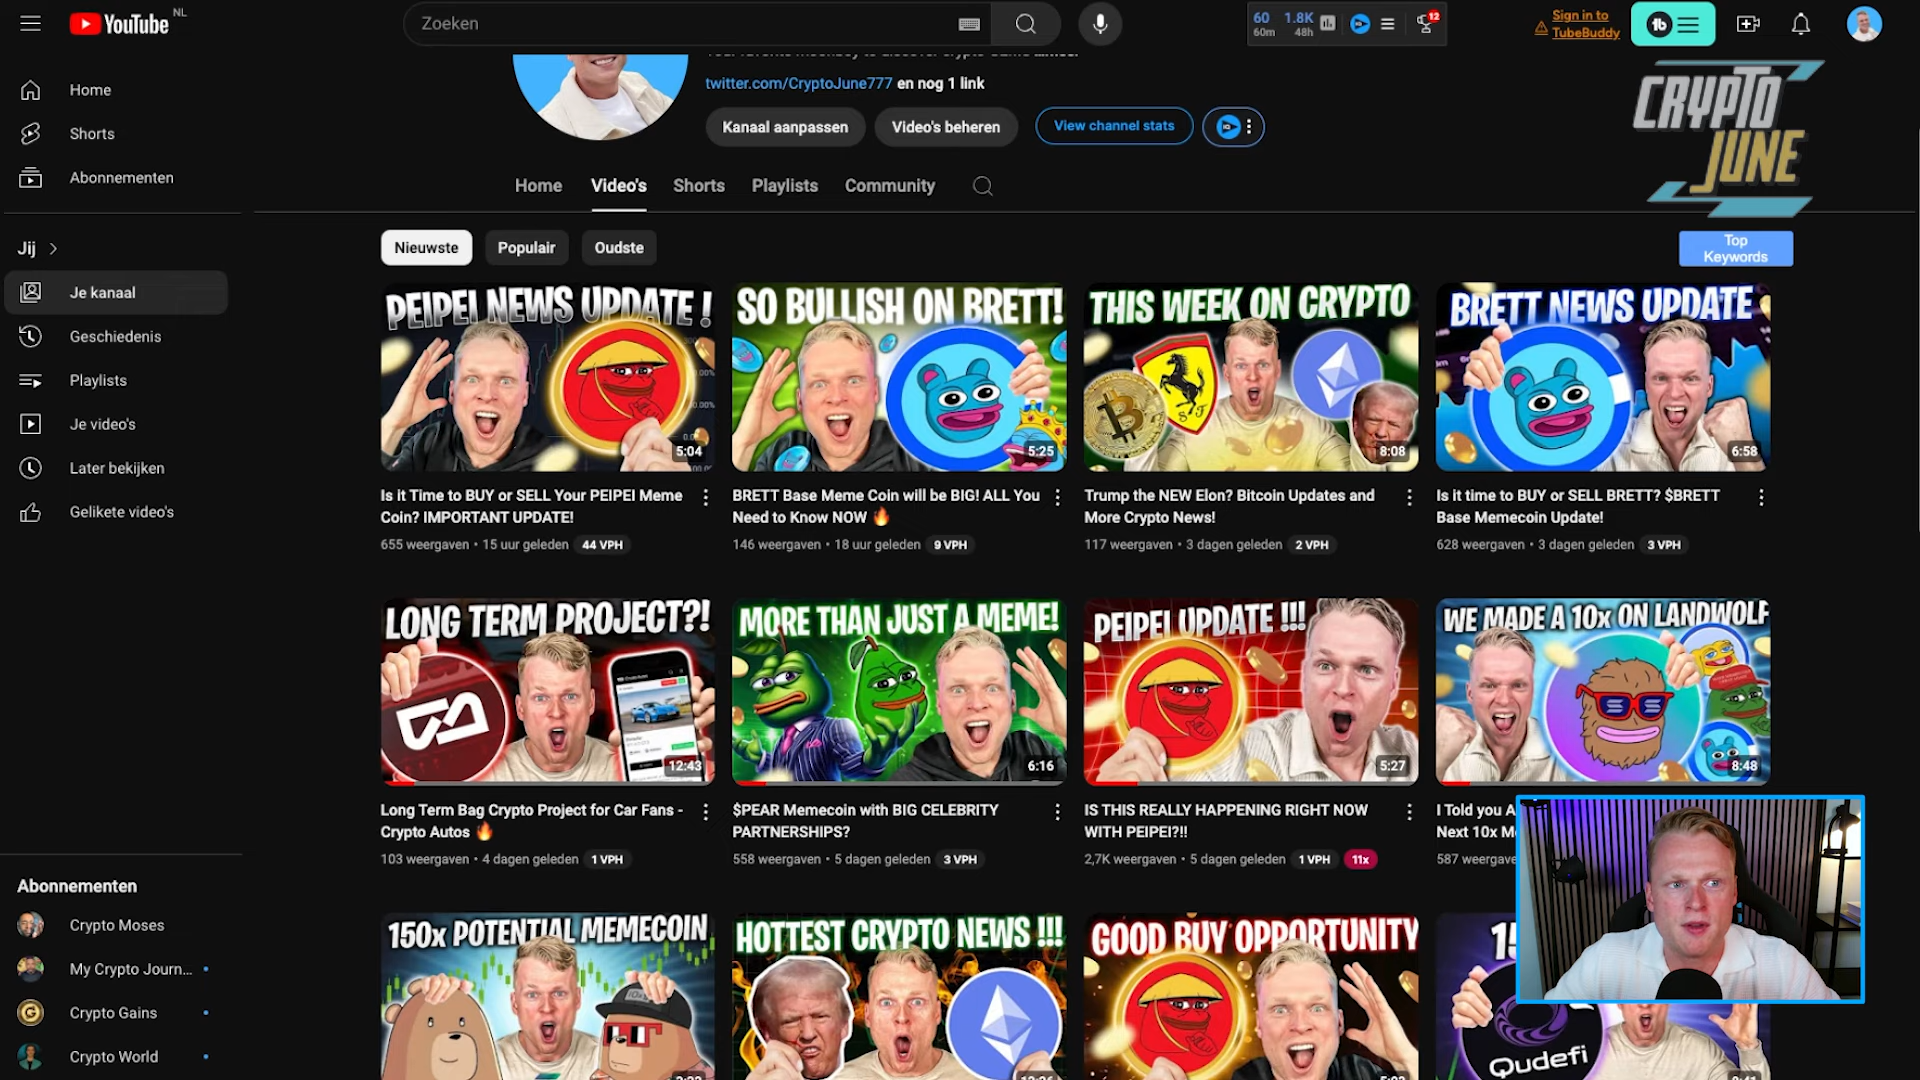 YouTube NL
Zoeken
60 1.8K
60m 48h
12
Sign in to
TubeBuddy
twitter.com/CryptoJune777 en nog 1 link
Kanaal aanpassen
Video's beheren
View channel stats
CRYPTO
JUNE
Home
Shorts
Abonnementen
Jij
Je kanaal
Geschiedenis
Playlists
Je video's
Later bekijken
Gelikete video's
Abonnementen
Crypto Moses
My Crypto Journ...
Crypto Gains
Crypto World
Home Video's Shorts Playlists Community
Nieuwste Populair Oudste
Top
Keywords
PEIPEI NEWS UPDATE !
5:04
Is it Time to BUY or SELL Your PEIPEI Meme
Coin? IMPORTANT UPDATE!
655 weergaven • 15 uur geleden 44 VPH
SO BULLISH ON BRETT!
5:25
BRETT Base Meme Coin will be BIG! ALL You
Need to Know NOW 🔥
146 weergaven • 18 uur geleden 9 VPH
THIS WEEK ON CRYPTO
S F
8:08
Trump the NEW Elon? Bitcoin Updates and
More Crypto News!
117 weergaven • 3 dagen geleden 2 VPH
BRETT NEWS UPDATE
6:58
Is it time to BUY or SELL BRETT? $BRETT
Base Memecoin Update!
628 weergaven • 3 dagen geleden 3 VPH
LONG TERM PROJECT?!
12:43
Long Term Bag Crypto Project for Car Fans -
Crypto Autos 🔥
103 weergaven • 4 dagen geleden 1 VPH
MORE THAN JUST A MEME!
6:16
$PEAR Memecoin with BIG CELEBRITY
PARTNERSHIPS?
558 weergaven • 5 dagen geleden 3 VPH
PEIPEI UPDATE !!!
5:27
IS THIS REALLY HAPPENING RIGHT NOW
WITH PEIPEI?!!
2,7K weergaven • 5 dagen geleden 1 VPH 11x
WE MADE A 10x ON LANDWOLF
8:48
I Told you
Next 10x
587
150x POTENTIAL MEMECOIN
HOTTEST CRYPTO NEWS !!!
GOOD BUY OPPORTUNITY
Qudefi